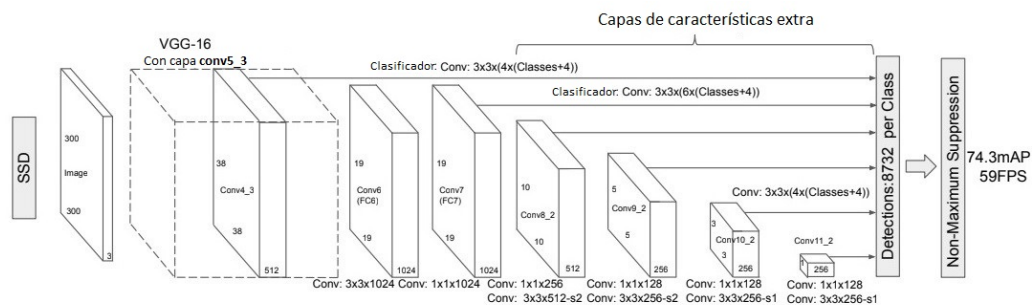 Capas de características extra
VGG-16
Con capa conv5_3
Clasificador: Conv: 3x3x(4x(Classes+4))
Clasificador: Conv: 3x3x(6x(Classes+4))
SSD
300
Image
300
3
38
Conv4_3
38
512
19
Conv6
(FC6)
19
1024
19
Conv7
(FC7)
19
1024
10
Conv8_2
10
512
5
Conv9_2
5
256
Conv: 3x3x(4x(Classes+4))
3
Conv10_2
3
256
Conv11_2
1
256
Detections:8732 per Class
Non-Maximum Suppression
74.3mAP
59FPS
Conv: 3x3x1024
Conv: 1x1x1024
Conv: 1x1x256
Conv: 3x3x512-s2
Conv: 1x1x128
Conv: 3x3x256-s2
Conv: 1x1x128
Conv: 3x3x256-s1
Conv: 1x1x128
Conv: 3x3x256-s1